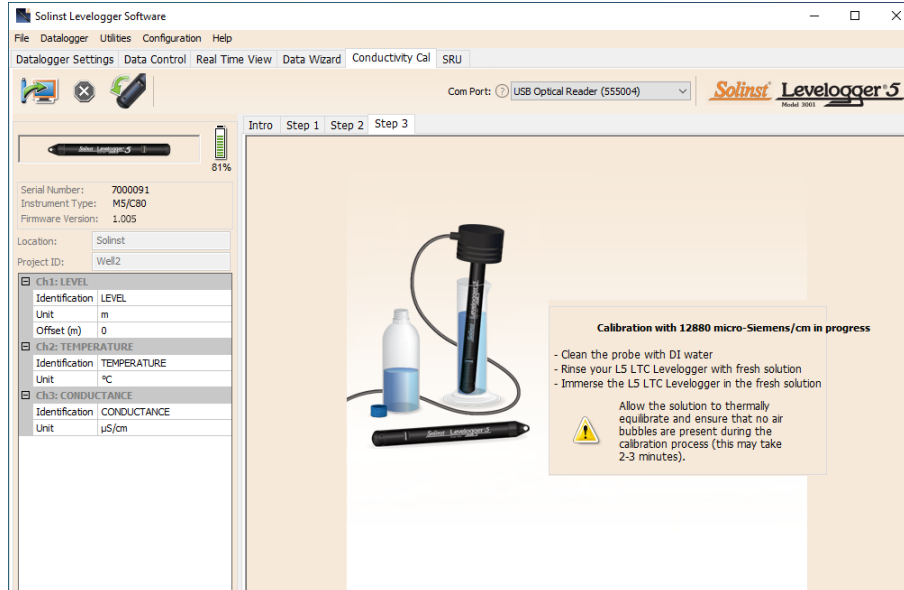 Solinst Levelogger Software
File Datalogger Utilities Configuration Help
Datalogger Settings Data Control Real Time View Data Wizard Conductivity Cal SRU
Com Port: ? USB Optical Reader (555004)
Solinst Levelogger 5
Model 3001
Intro Step 1 Step 2 Step 3
Solinst Levelogger 5
81%
Serial Number: 7000091
Instrument Type: M5/C80
Firmware Version: 1.005
Location: Solinst
Project ID: Well2
Ch1: LEVEL
Identification LEVEL
Unit m
Offset (m) 0
Ch2: TEMPERATURE
Identification TEMPERATURE
Unit °C
Ch3: CONDUCTANCE
Identification CONDUCTANCE
Unit µS/cm
Solinst Levelogger 5
Calibration with 12880 micro-Siemens/cm in progress
- Clean the probe with DI water
- Rinse your L5 LTC Levelogger with fresh solution
- Immerse the L5 LTC Levelogger in the fresh solution
Allow the solution to thermally
equilibrate and ensure that no air
bubbles are present during the
calibration process (this may take
2-3 minutes).